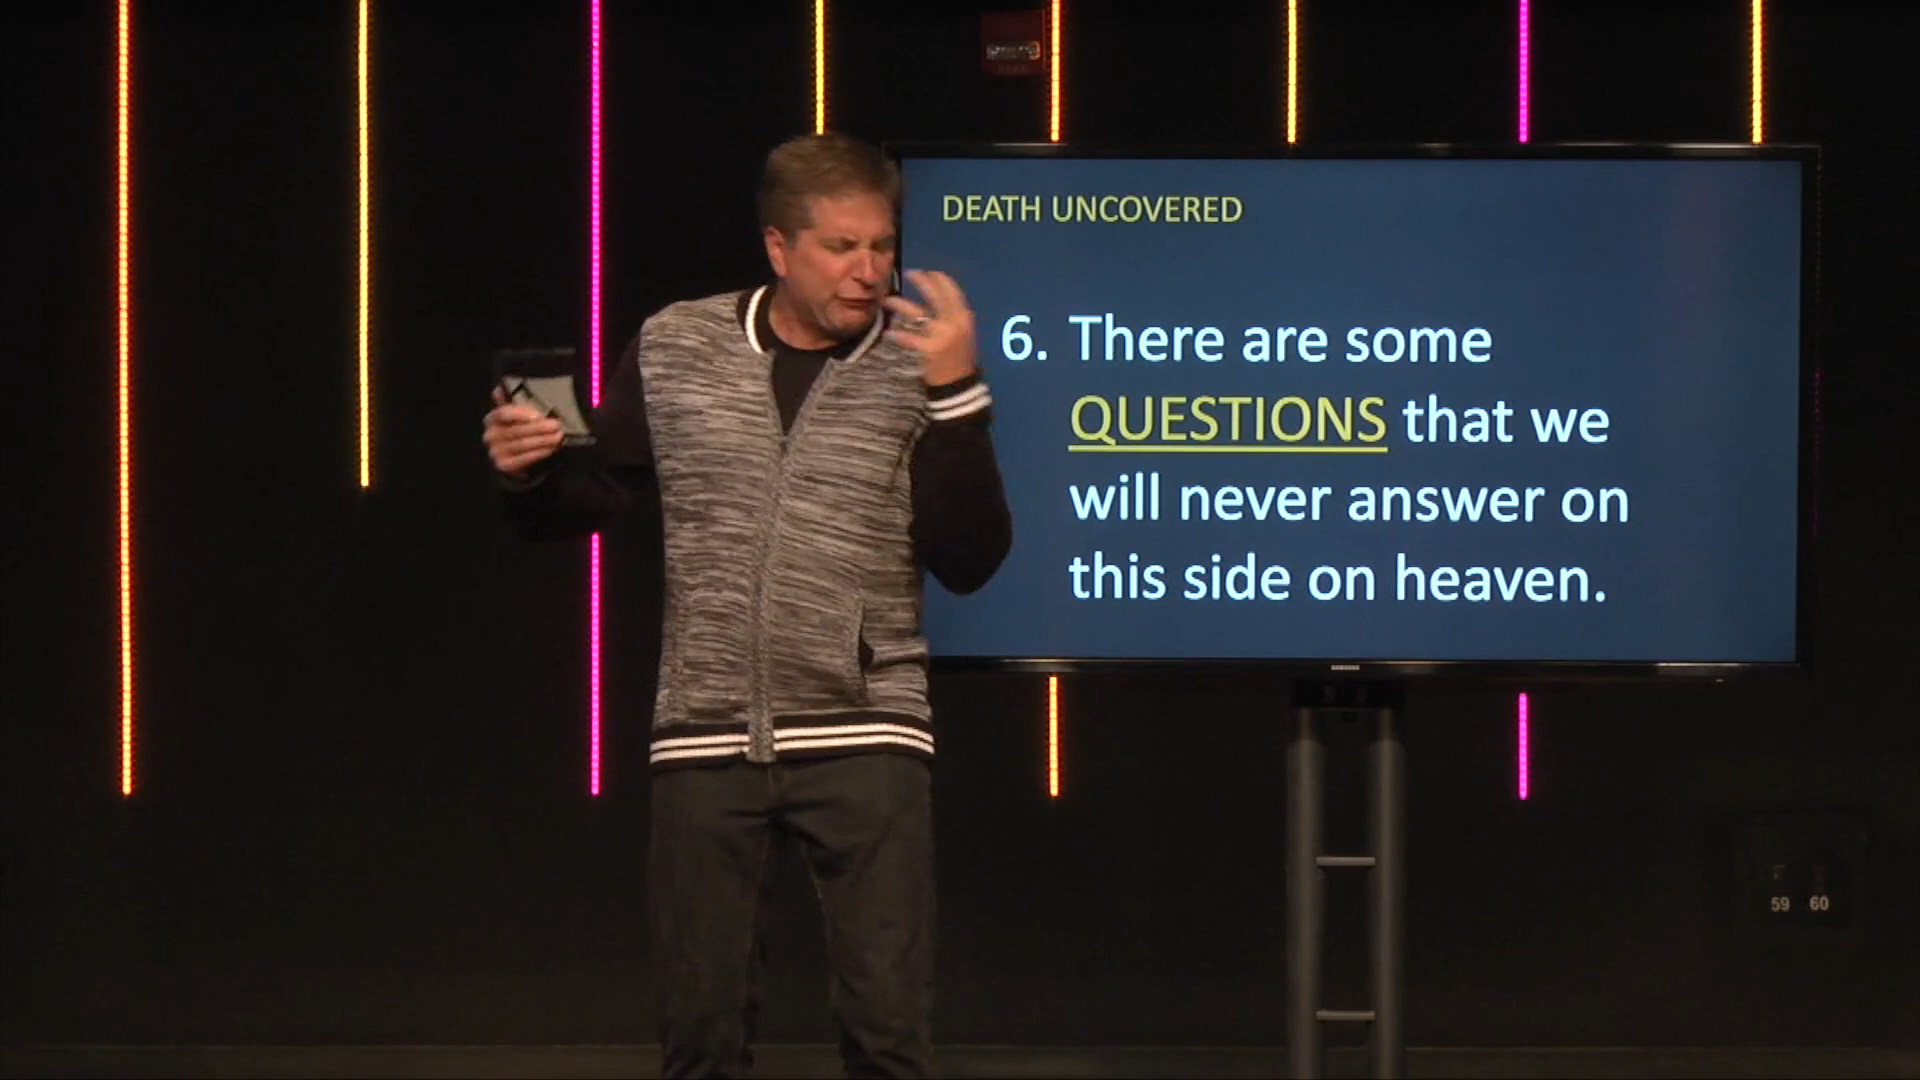 DEATH UNCOVERED
6. There are some
QUESTIONS that we
will never answer on
this side on heaven.
SAMSUNG
59 60